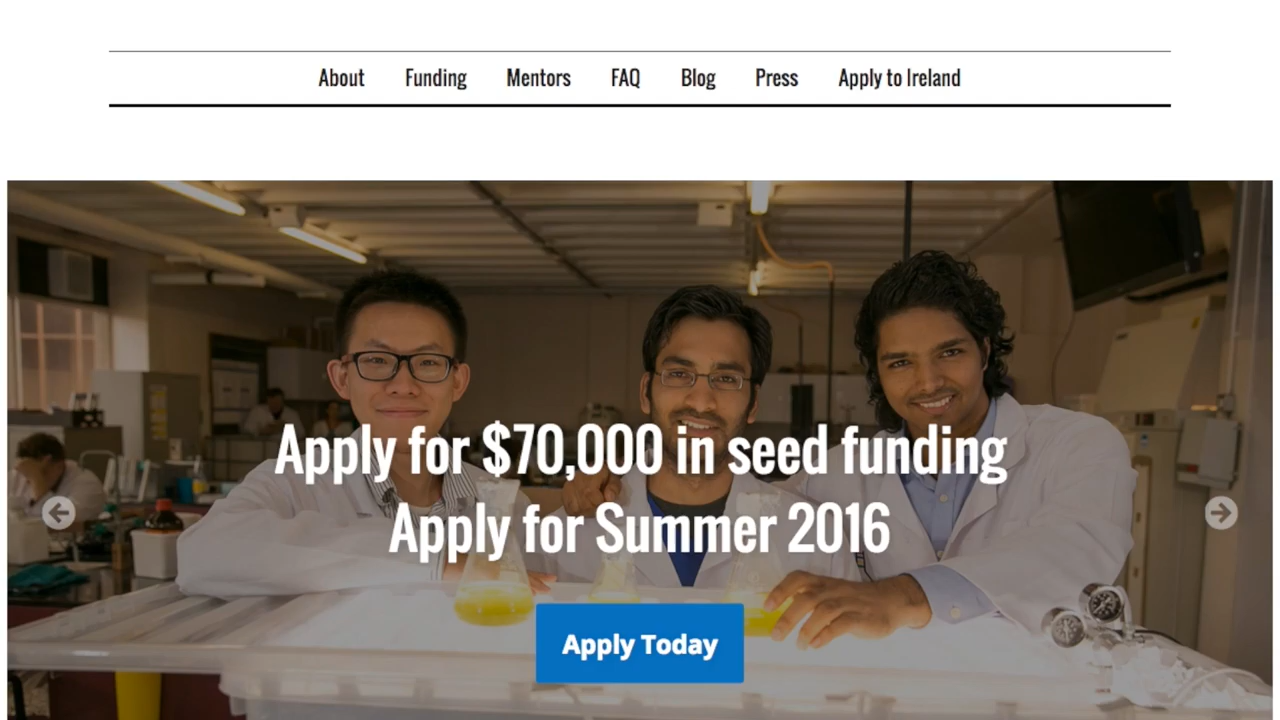 About Funding Mentors FAQ Blog Press Apply to Ireland
Apply for $70,000 in seed funding
Apply for Summer 2016
Apply Today